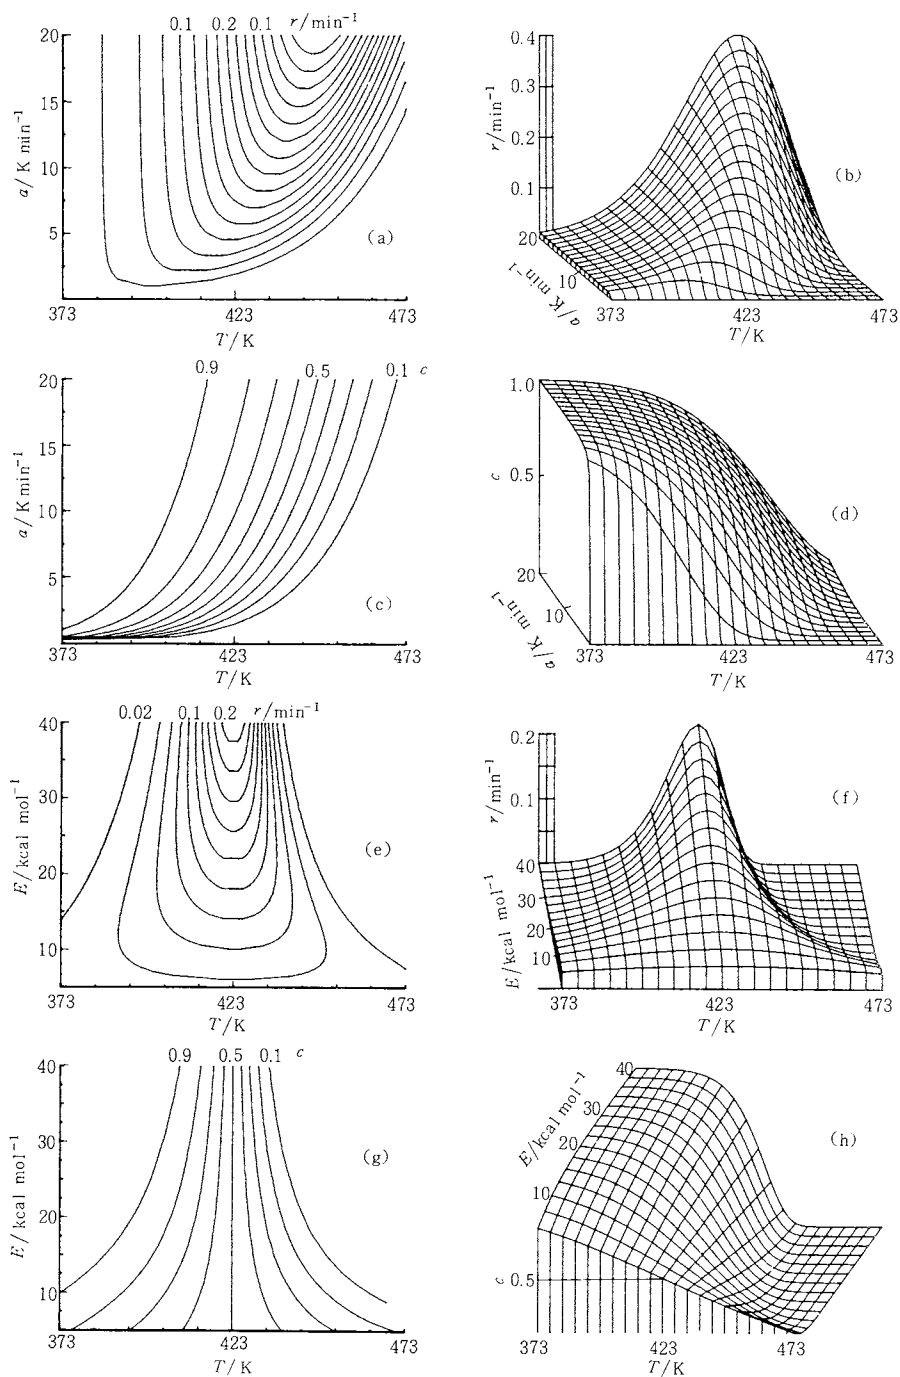 0.1 0.2 0.1 r/min⁻¹
20
15
10
5
a/K min⁻¹
(a)
373 423 473
T/K
0.4
0.3
0.2
0.1
r/min⁻¹
(b)
20
10
a/K min⁻¹
373 423 473
T/K
0.9 0.5 0.1 c
20
15
10
5
a/K min⁻¹
(c)
373 423 473
T/K
1.0
0.5
c
(d)
20
10
a/K min⁻¹
373 423 473
T/K
0.02 0.1 0.2 r/min⁻¹
40
30
20
10
E/kcal mol⁻¹
(e)
373 423 473
T/K
0.2
0.1
r/min⁻¹
(f)
40
30
20
10
E/kcal mol⁻¹
373 423 473
T/K
0.9 0.5 0.1 c
40
30
20
10
E/kcal mol⁻¹
(g)
373 423 473
T/K
40
30
20
10
E/kcal mol⁻¹
(h)
c 0.5
373 423 473
T/K